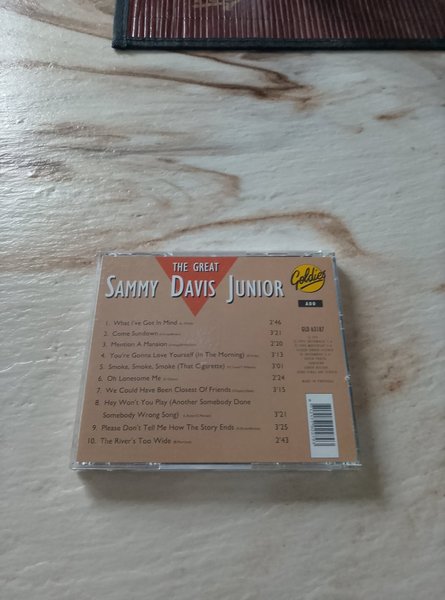 THE GREAT
SAMMY DAVIS JUNIOR
Goldies
ADD
GLD 63187
1. What I've Got In Mind 2'46
2. Come Sundown 3'21
3. Mention A Mansion 2'20
4. You're Gonna Love Yourself (In The Morning) 3'13
5. Smoke, Smoke, Smoke (That Cigarette) 3'01
6. Oh Lonesome Me 2'24
7. We Could Have Been Closest Of Friends 3'15
8. Hey Won't You Play (Another Somebody Done
Somebody Wrong Song) 3'21
9. Please Don't Tell Me How The Story Ends 3'25
10. The River's Too Wide 2'43